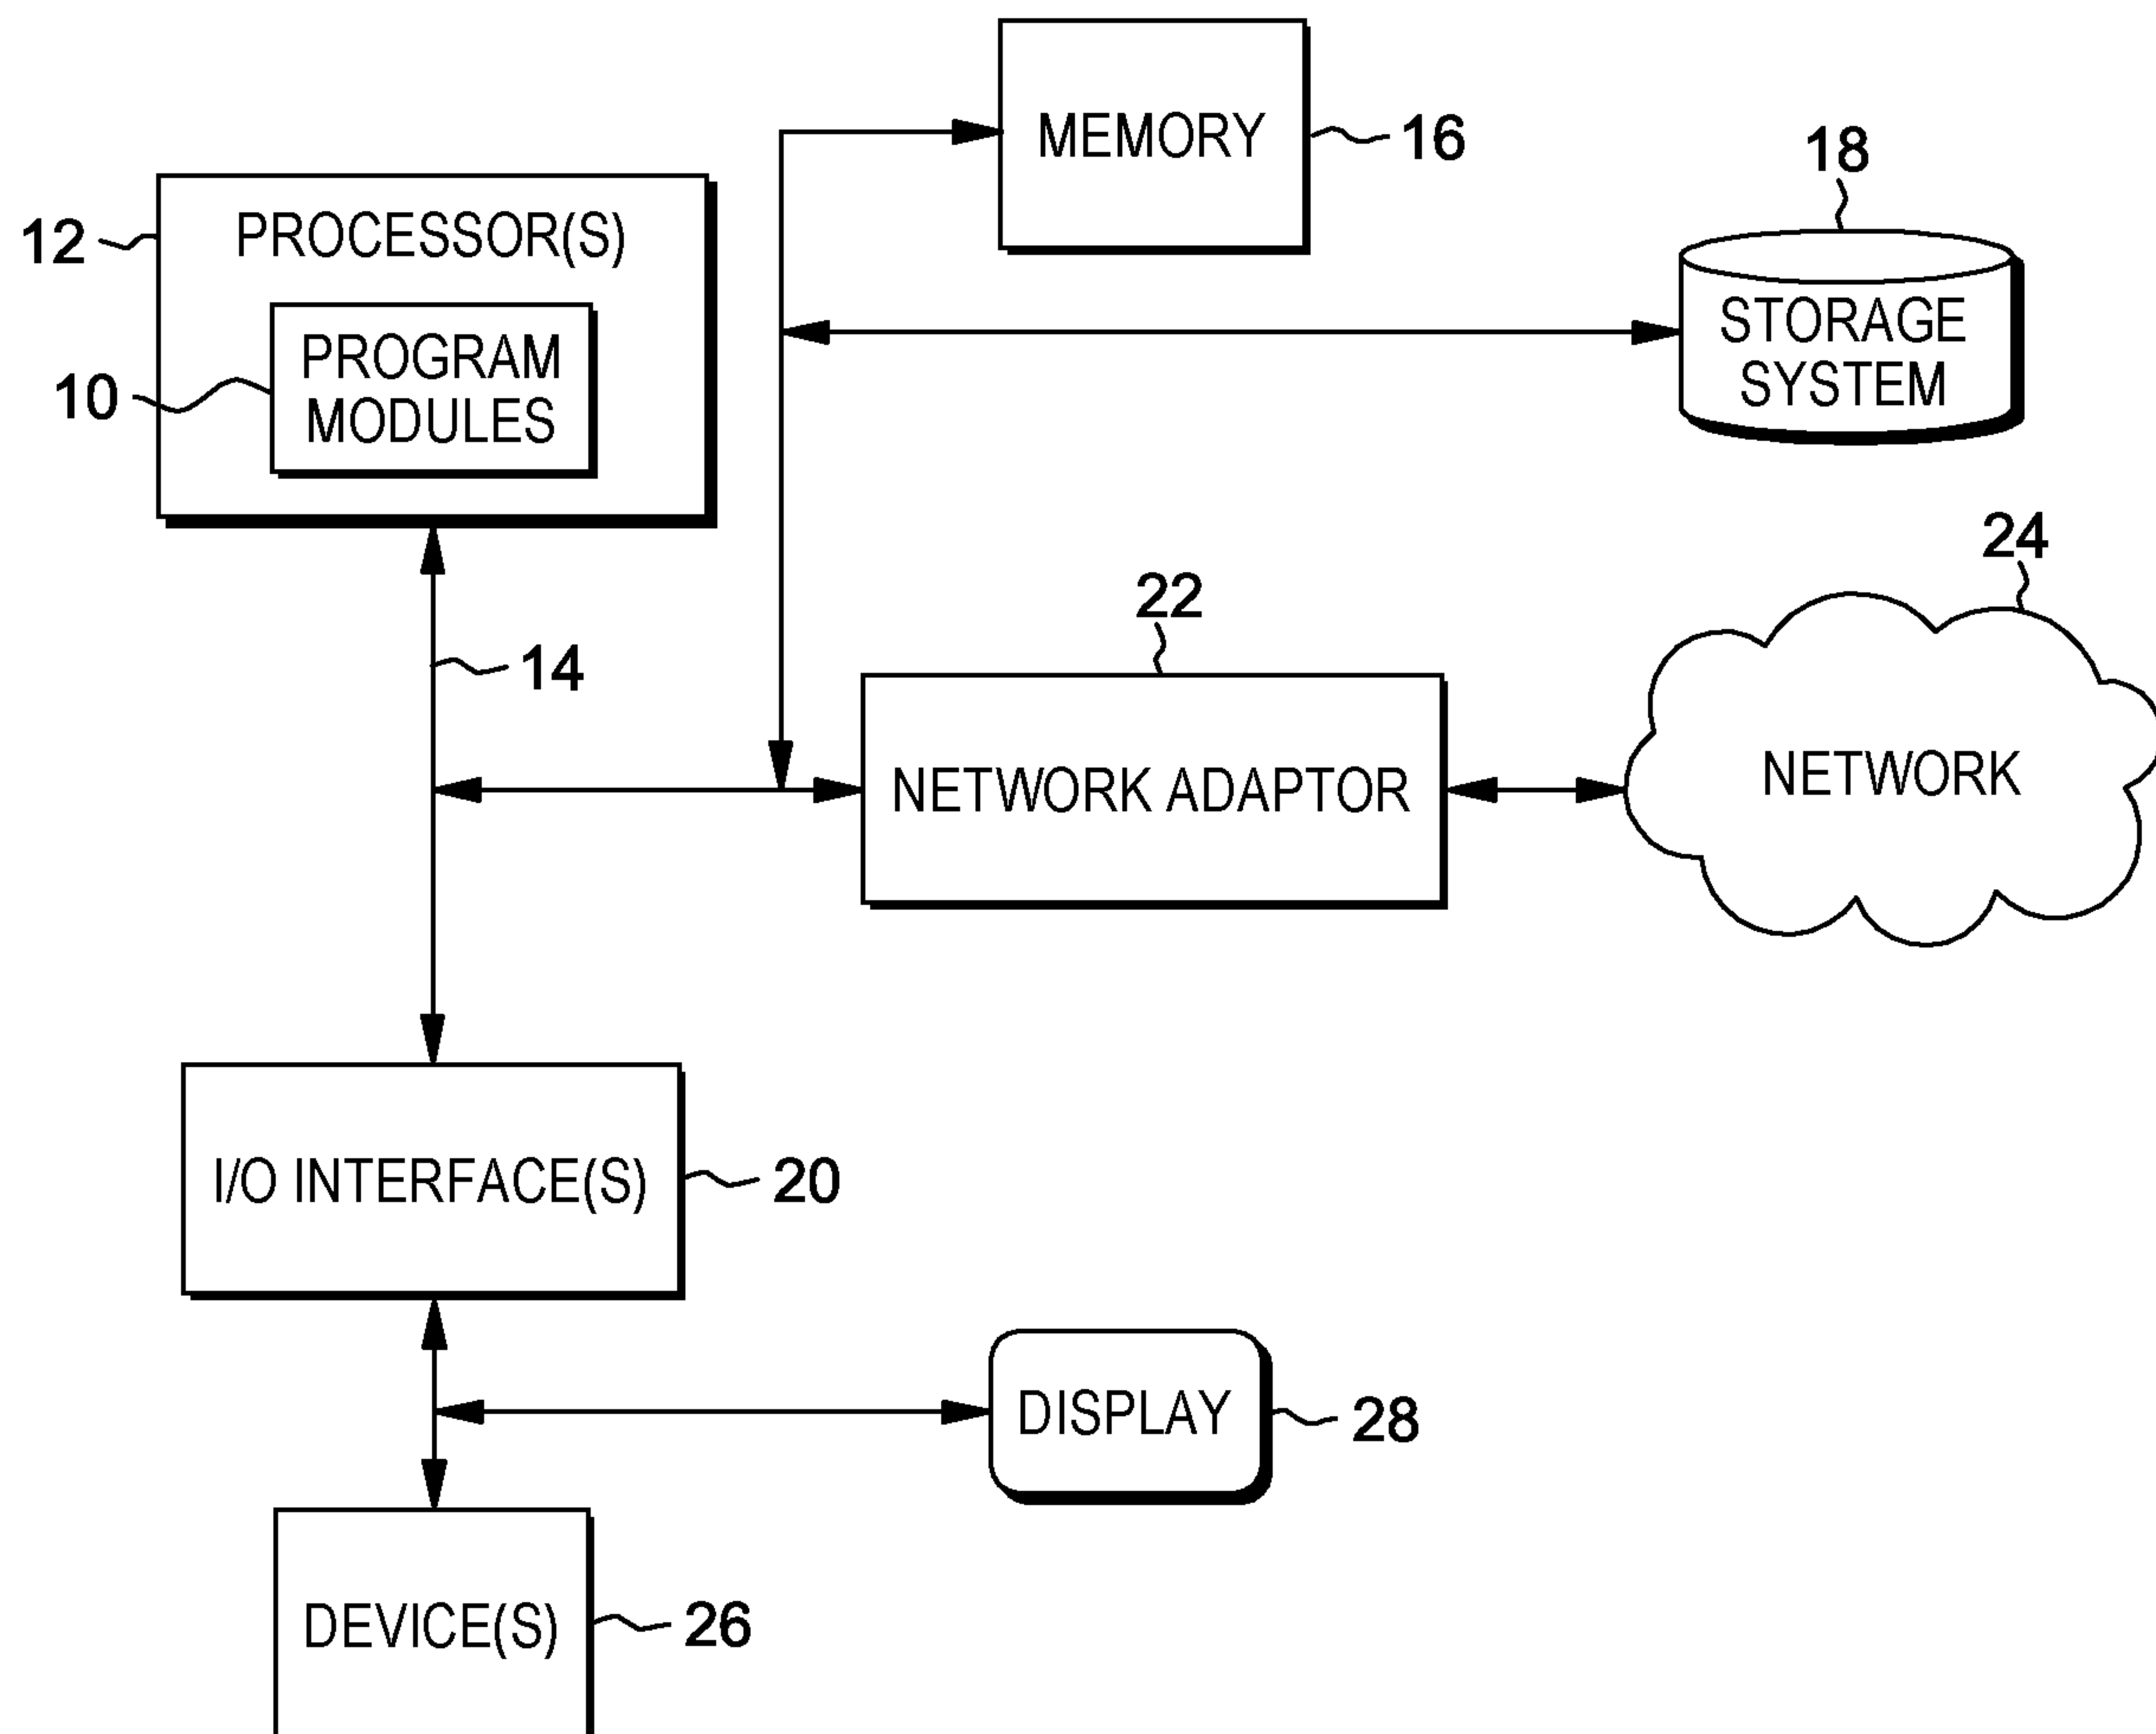 MEMORY
16
18
12
PROCESSOR(S)
STORAGE
SYSTEM
10
PROGRAM
MODULES
24
22
14
NETWORK ADAPTOR
NETWORK
I/O INTERFACE(S)
20
DISPLAY
28
DEVICE(S)
26